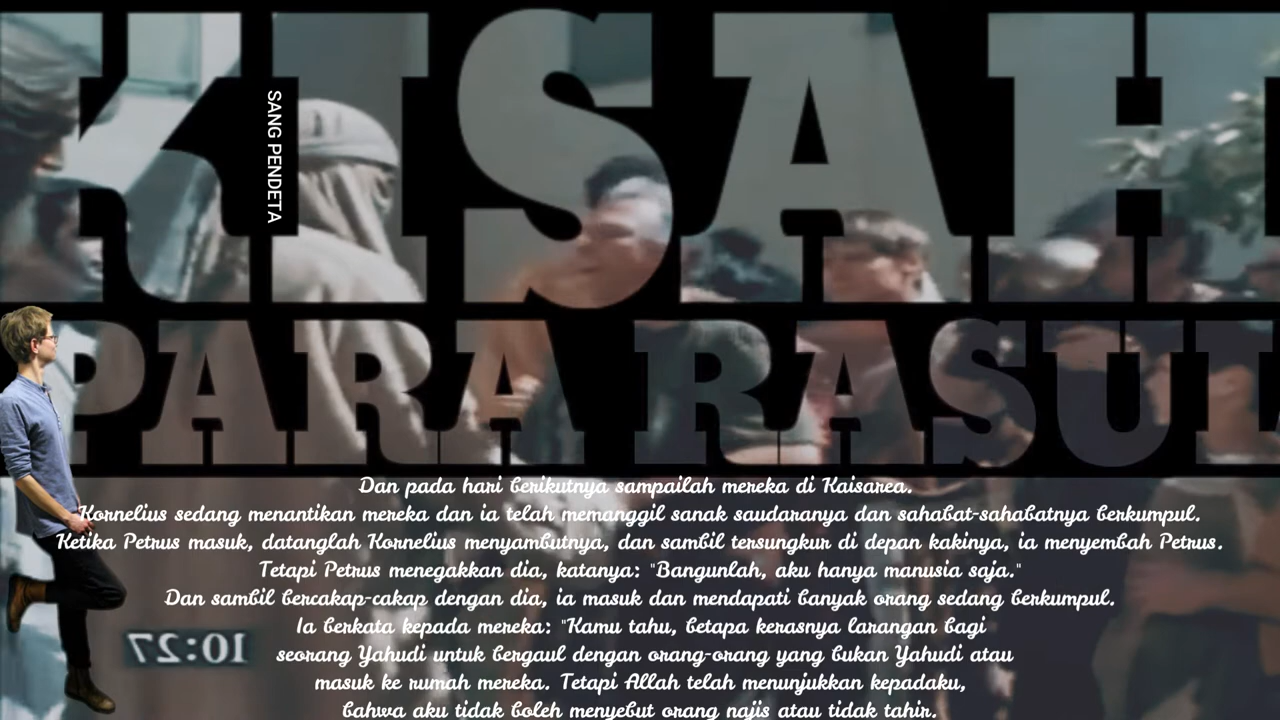 KISAH
SANG PENDETA
PARA RASUL
Dan pada hari berikutnya sampailah mereka di Kaisarea.
Kornelius sedang menantikan mereka dan ia telah memanggil sanak saudaranya dan sahabat-sahabatnya berkumpul.
Ketika Petrus masuk, datanglah Kornelius menyambutnya, dan sambil tersungkur di depan kakinya, ia menyembah Petrus.
Tetapi Petrus menegakkan dia, katanya: "Bangunlah, aku hanya manusia saja."
Dan sambil bercakap-cakap dengan dia, ia masuk dan mendapati banyak orang sedang berkumpul.
Ia berkata kepada mereka: "Kamu tahu, betapa kerasnya larangan bagi
seorang Yahudi untuk bergaul dengan orang-orang yang bukan Yahudi atau
masuk ke rumah mereka. Tetapi Allah telah menunjukkan kepadaku,
bahwa aku tidak boleh menyebut orang najis atau tidak tahir.
10:27